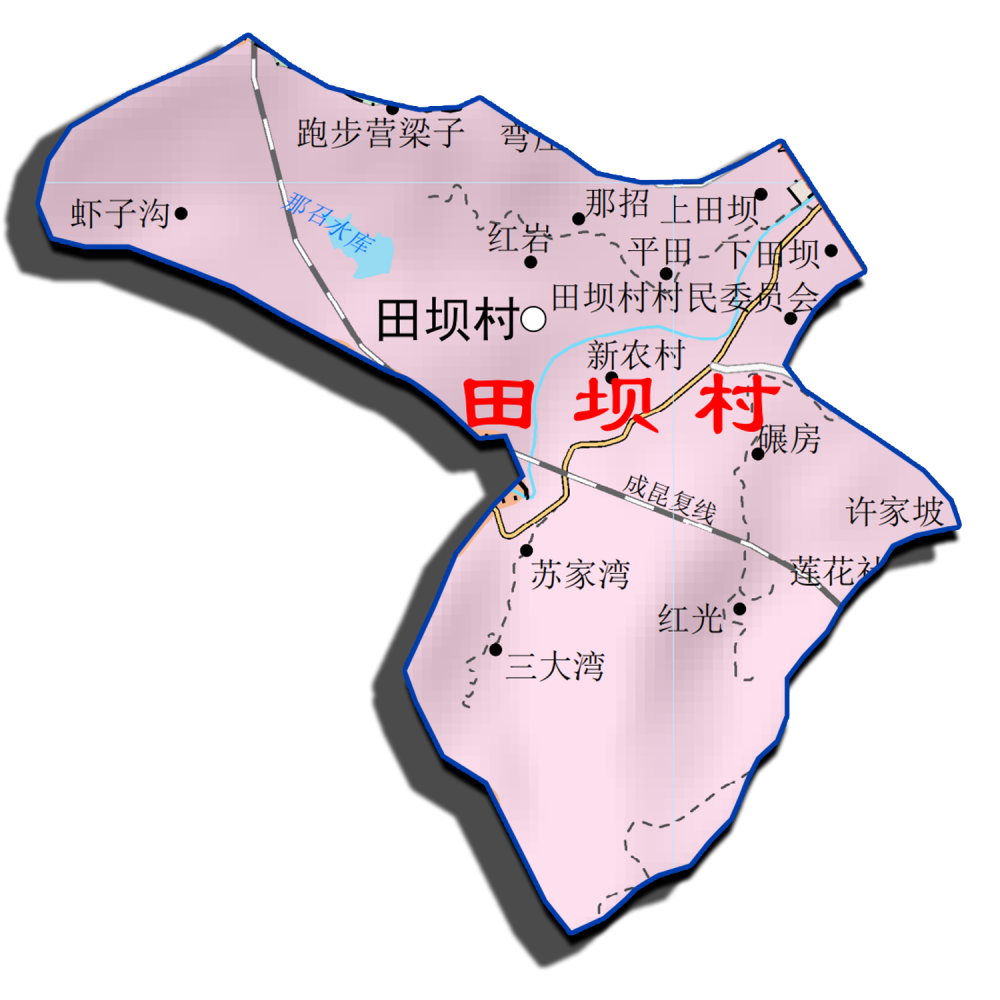 跑步营梁子
弯庄
虾子沟
那召水库
那招
上田坝
红岩
平田
下田坝
田坝村村民委员会
田坝村
新农村
田坝村
碾房
成昆复线
许家坡
苏家湾
莲花社
红光
三大湾